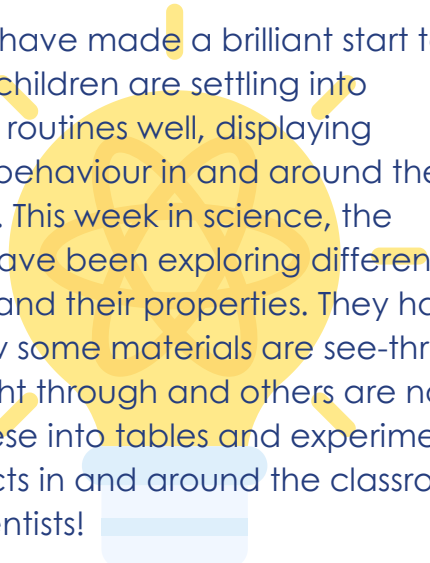 have made a brilliant start t
children are settling into
routines well, displaying
behaviour in and around the
. This week in science, the
ave been exploring differen
and their properties. They ha
y some materials are see-thr
ht through and others are no
ese into tables and experime
cts in and around the classro
entists!